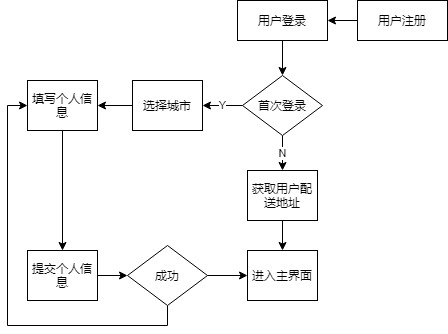 用户登录
用户注册
填写个人信
息
选择城市
Y
首次登录
N
获取用户配
送地址
提交个人信
息
成功
进入主界面